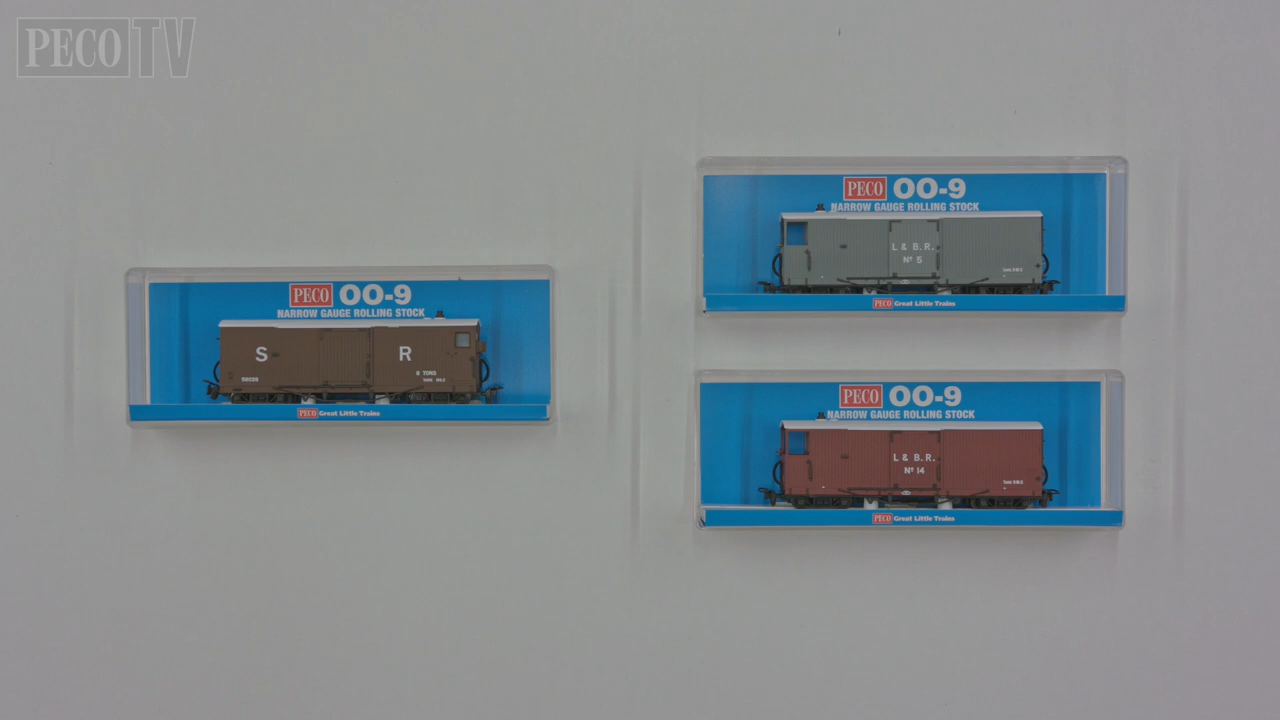 PECO TV
PECO OO-9
NARROW GAUGE ROLLING STOCK
S R
8 TONS
PECO Great Little Trains
PECO OO-9
NARROW GAUGE ROLLING STOCK
L & B.R.
Nº 5
PECO Great Little Trains
PECO OO-9
NARROW GAUGE ROLLING STOCK
L & B.R.
Nº 14
PECO Great Little Trains